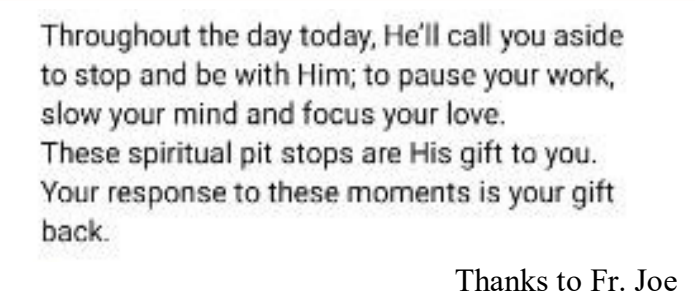 Throughout the day today, He'll call you aside
to stop and be with Him; to pause your work,
slow your mind and focus your love.
These spiritual pit stops are His gift to you.
Your response to these moments is your gift
back.
Thanks to Fr. Joe